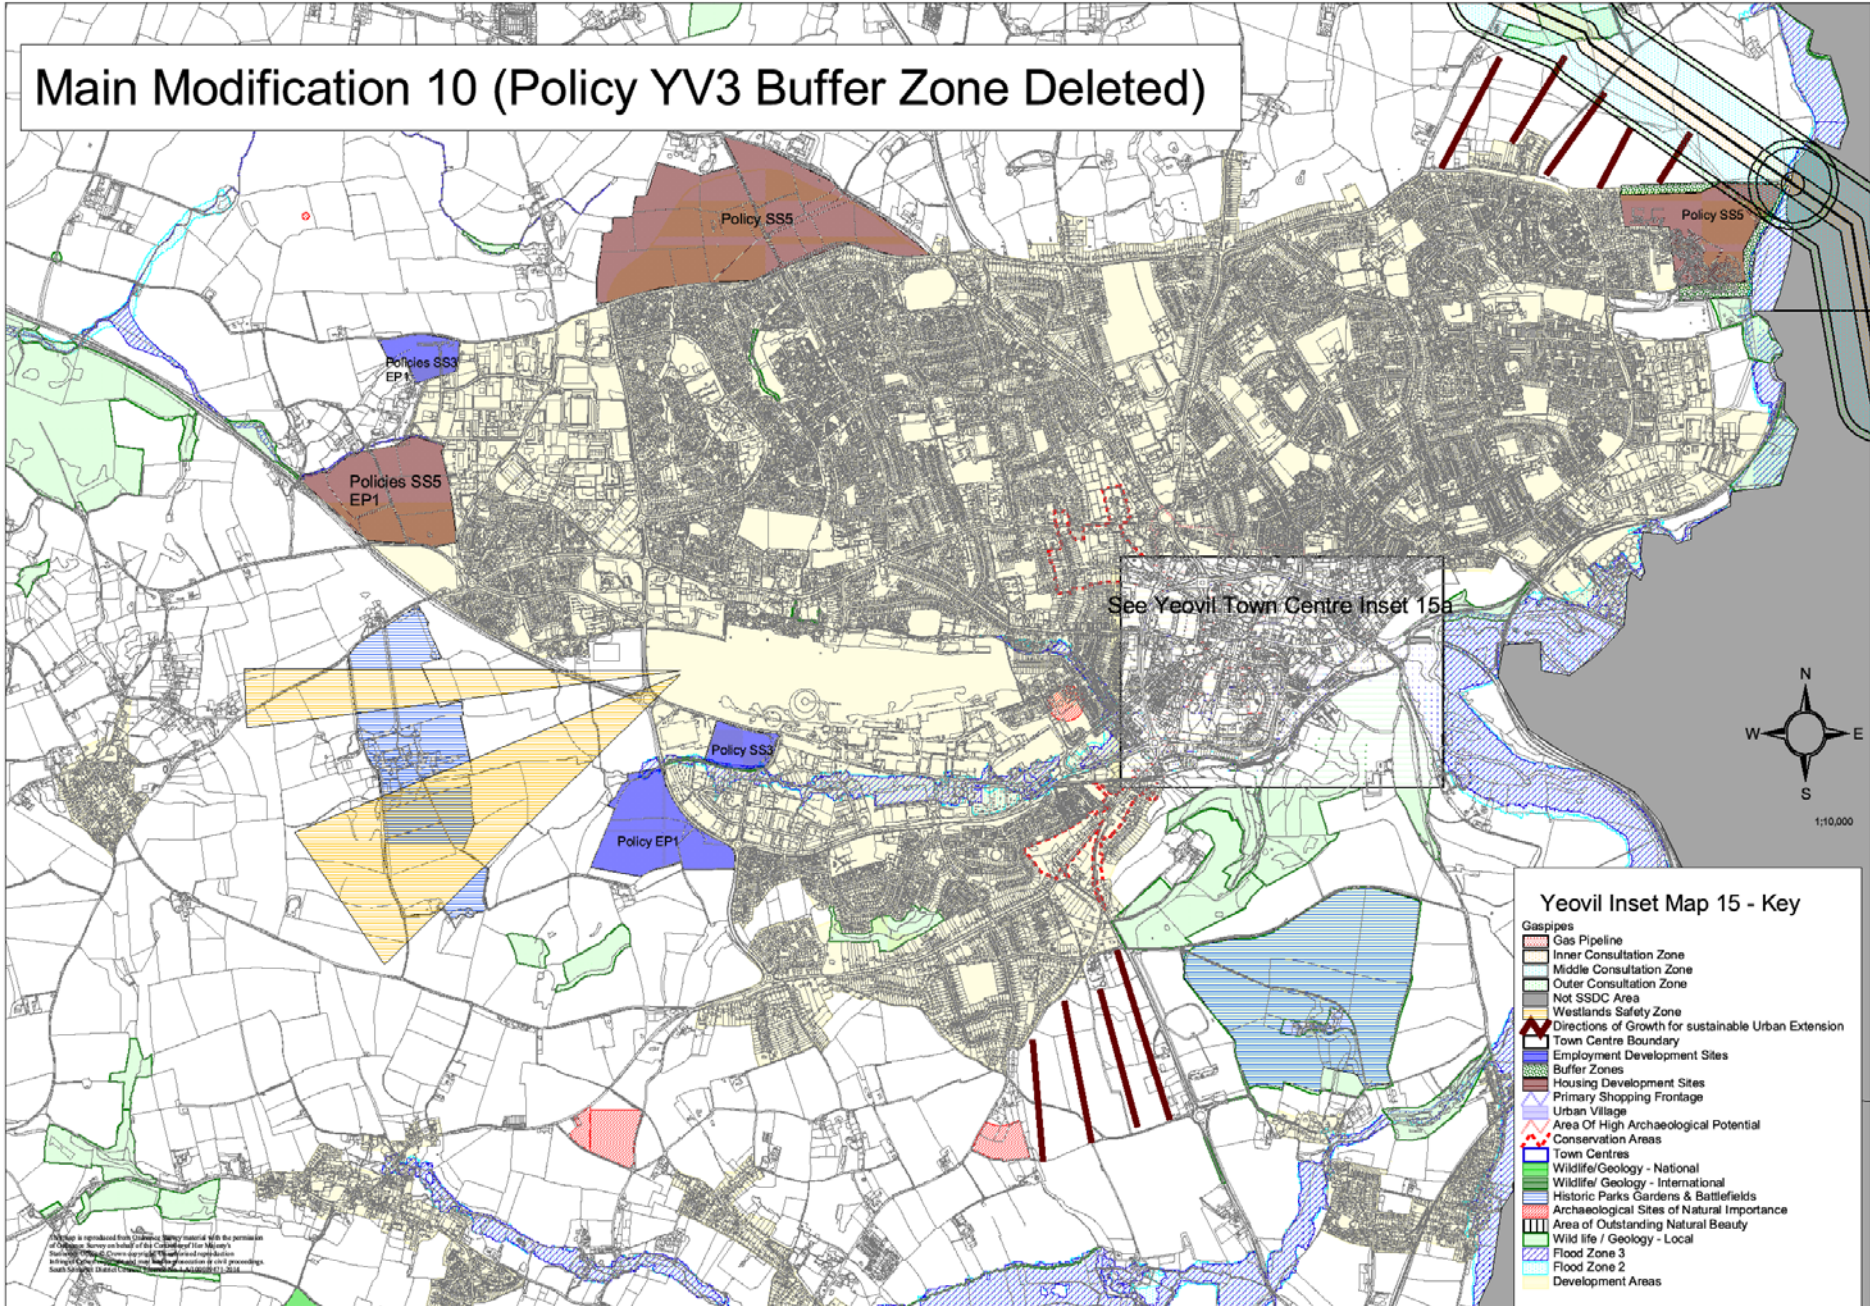 Main Modification 10 (Policy YV3 Buffer Zone Deleted)
Policy SS5
Policy SS5
Policies SS3
EP1
Policies SS5
EP1
See Yeovil Town Centre Inset 15a
Policy SS3
Policy EP1
N
W
E
S
1:10,000
Yeovil Inset Map 15 - Key
Gaspipes
Gas Pipeline
Inner Consultation Zone
Middle Consultation Zone
Outer Consultation Zone
Not SSDC Area
Westlands Safety Zone
Directions of Growth for sustainable Urban Extension
Town Centre Boundary
Employment Development Sites
Buffer Zones
Housing Development Sites
Primary Shopping Frontage
Urban Village
Area Of High Archaeological Potential
Conservation Areas
Town Centres
Wildlife/Geology - National
Wildlife/ Geology - International
Historic Parks Gardens & Battlefields
Archaeological Sites of Natural Importance
Area of Outstanding Natural Beauty
Wild life / Geology - Local
Flood Zone 3
Flood Zone 2
Development Areas